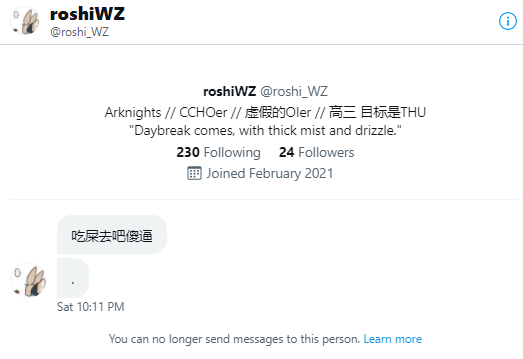 roshiWZ
@roshi_WZ
roshiWZ @roshi_WZ
Arknights // CCHOer // 虚假的OIer // 高三 目标是THU
"Daybreak comes, with thick mist and drizzle."
230 Following 24 Followers
Joined February 2021
吃屎去吧傻逼
.
Sat 10:11 PM
You can no longer send messages to this person. Learn more